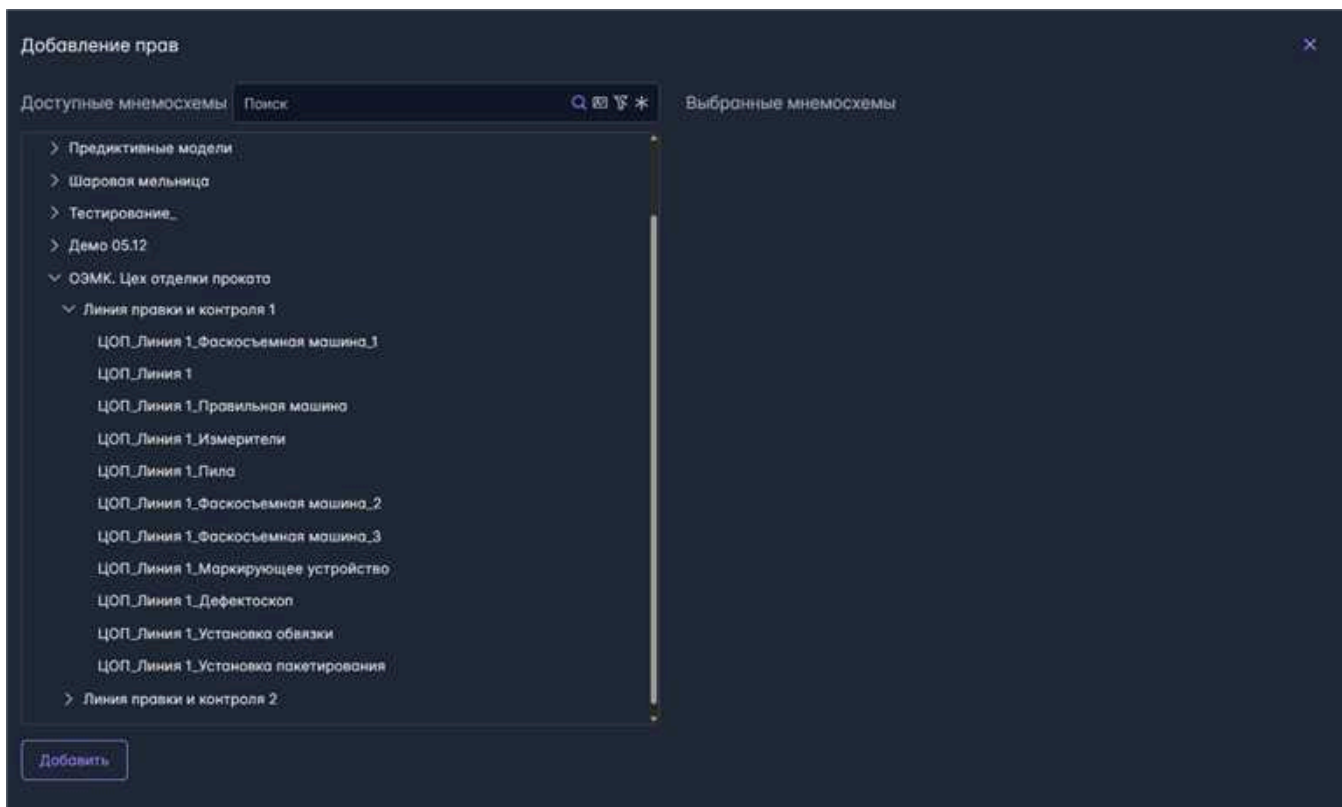 Добавление прав
Доступные мнемосхемы
Поиск
Выбранные мнемосхемы
Предиктивные модели
Шаровая мельница
Тестирование_
Демо 05.12
ОЭМК. Цех отделки проката
Линия правки и контроля 1
ЦОП_Линия 1_Фаскосъемная машина_1
ЦОП_Линия 1
ЦОП_Линия 1_Правильная машина
ЦОП_Линия 1_Измерители
ЦОП_Линия 1_Пила
ЦОП_Линия 1_Фаскосъемная машина_2
ЦОП_Линия 1_Фаскосъемная машина_3
ЦОП_Линия 1_Маркирующее устройство
ЦОП_Линия 1_Дефектоскоп
ЦОП_Линия 1_Установка обвязки
ЦОП_Линия 1_Установка пакетирования
Линия правки и контроля 2
Добавить